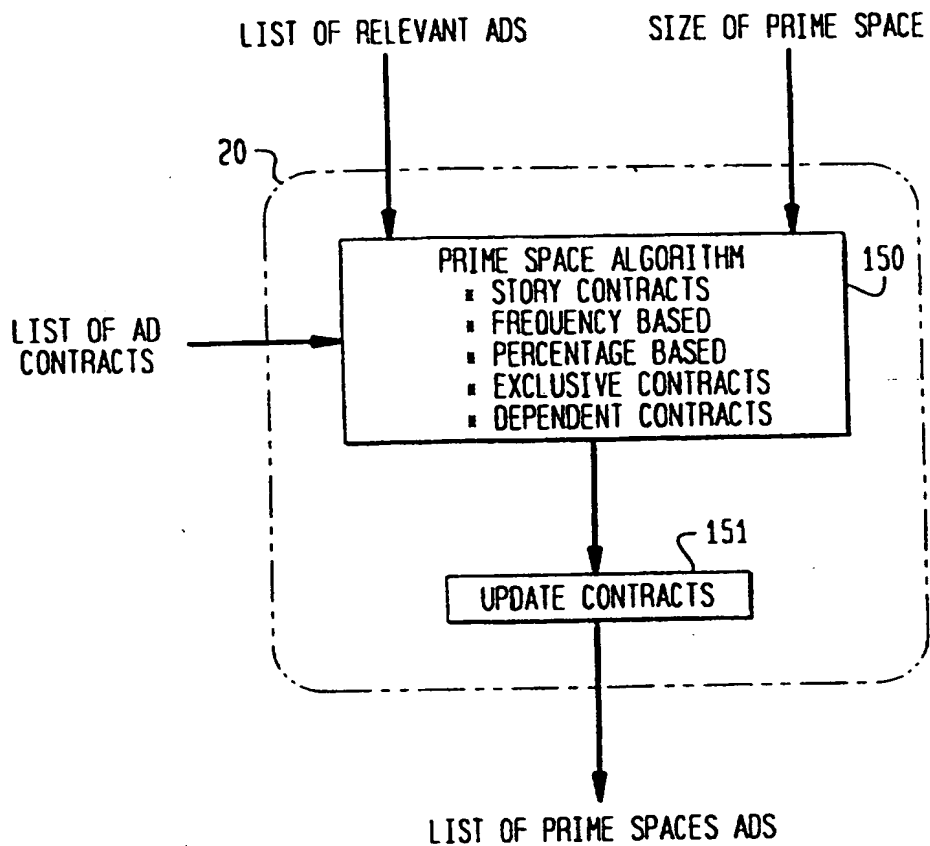 LIST OF RELEVANT ADS
SIZE OF PRIME SPACE
20
PRIME SPACE ALGORITHM
150
* STORY CONTRACTS
* FREQUENCY BASED
* PERCENTAGE BASED
* EXCLUSIVE CONTRACTS
* DEPENDENT CONTRACTS
LIST OF AD
CONTRACTS
151
UPDATE CONTRACTS
LIST OF PRIME SPACES ADS